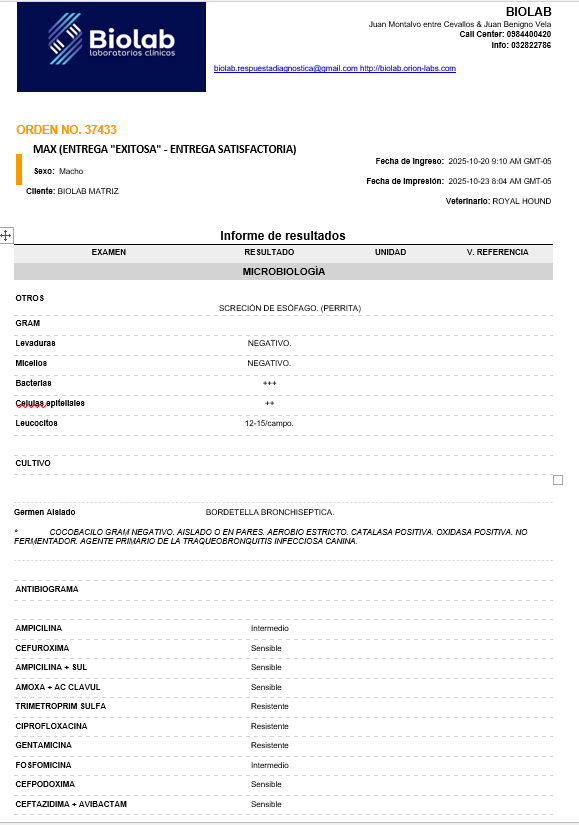 Biolab
laboratorios clínicos
BIOLAB
Juan Montalvo entre Cevallos & Juan Benigno Vela
Call Center: 0984400420
Info: 032822786
biolab.respuestadiagnostica@gmail.com http://biolab.orion-labs.com
ORDEN NO. 37433
MAX (ENTREGA "EXITOSA" - ENTREGA SATISFACTORIA)
Sexo: Macho
Cliente: BIOLAB MATRIZ
Fecha de Ingreso: 2025-10-20 9:10 AM GMT-05
Fecha de Impresión: 2025-10-23 8:04 AM GMT-05
Veterinario: ROYAL HOUND
Informe de resultados
EXAMEN RESULTADO UNIDAD V. REFERENCIA
MICROBIOLOGÌA
OTROS
SCRECIÓN DE ESÓFAGO. (PERRITA)
GRAM
Levaduras NEGATIVO.
Micelios NEGATIVO.
Bacterias +++
Celulas epiteliales ++
Leucocitos 12-15/campo.
CULTIVO
Germen Aislado BORDETELLA BRONCHISEPTICA.
* COCOBACILO GRAM NEGATIVO. AISLADO O EN PARES. AEROBIO ESTRICTO. CATALASA POSITIVA. OXIDASA POSITIVA. NO
FERMENTADOR. AGENTE PRIMARIO DE LA TRAQUEOBRONQUITIS INFECCIOSA CANINA.
ANTIBIOGRAMA
AMPICILINA Intermedio
CEFUROXIMA Sensible
AMPICILINA + SUL Sensible
AMOXA + AC CLAVUL Sensible
TRIMETROPRIM SULFA Resistente
CIPROFLOXACINA Resistente
GENTAMICINA Resistente
FOSFOMICINA Intermedio
CEFPODOXIMA Sensible
CEFTAZIDIMA + AVIBACTAM Sensible